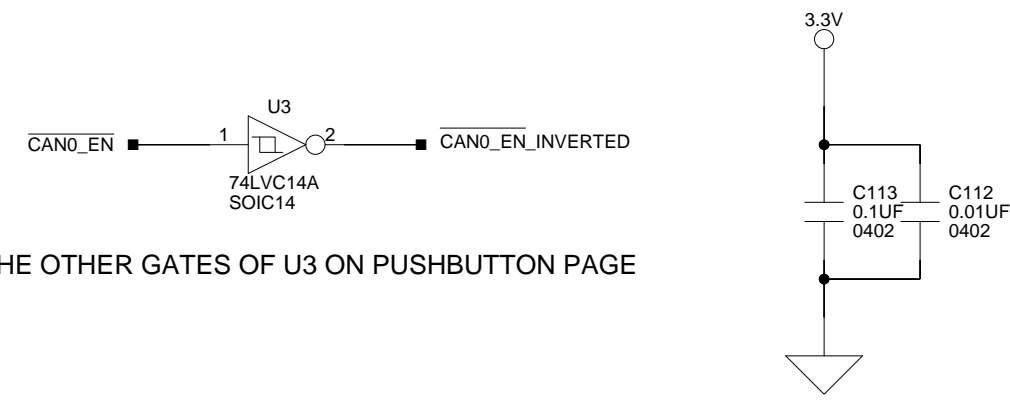 3.3V
U3
CAN0_EN
1
2
CAN0_EN_INVERTED
74LVC14A
SOIC14
C113
0.1UF
0402
C112
0.01UF
0402
HE OTHER GATES OF U3 ON PUSHBUTTON PAGE